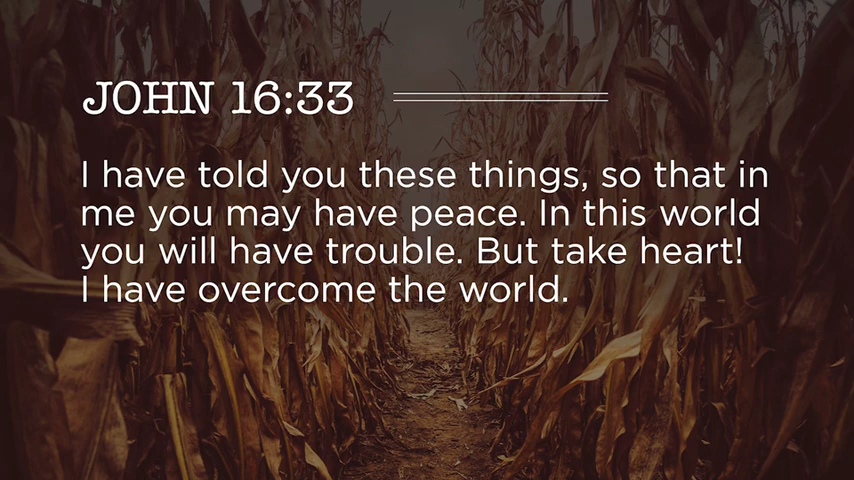 JOHN 16:33
I have told you these things, so that in
me you may have peace. In this world
you will have trouble. But take heart!
I have overcome the world.